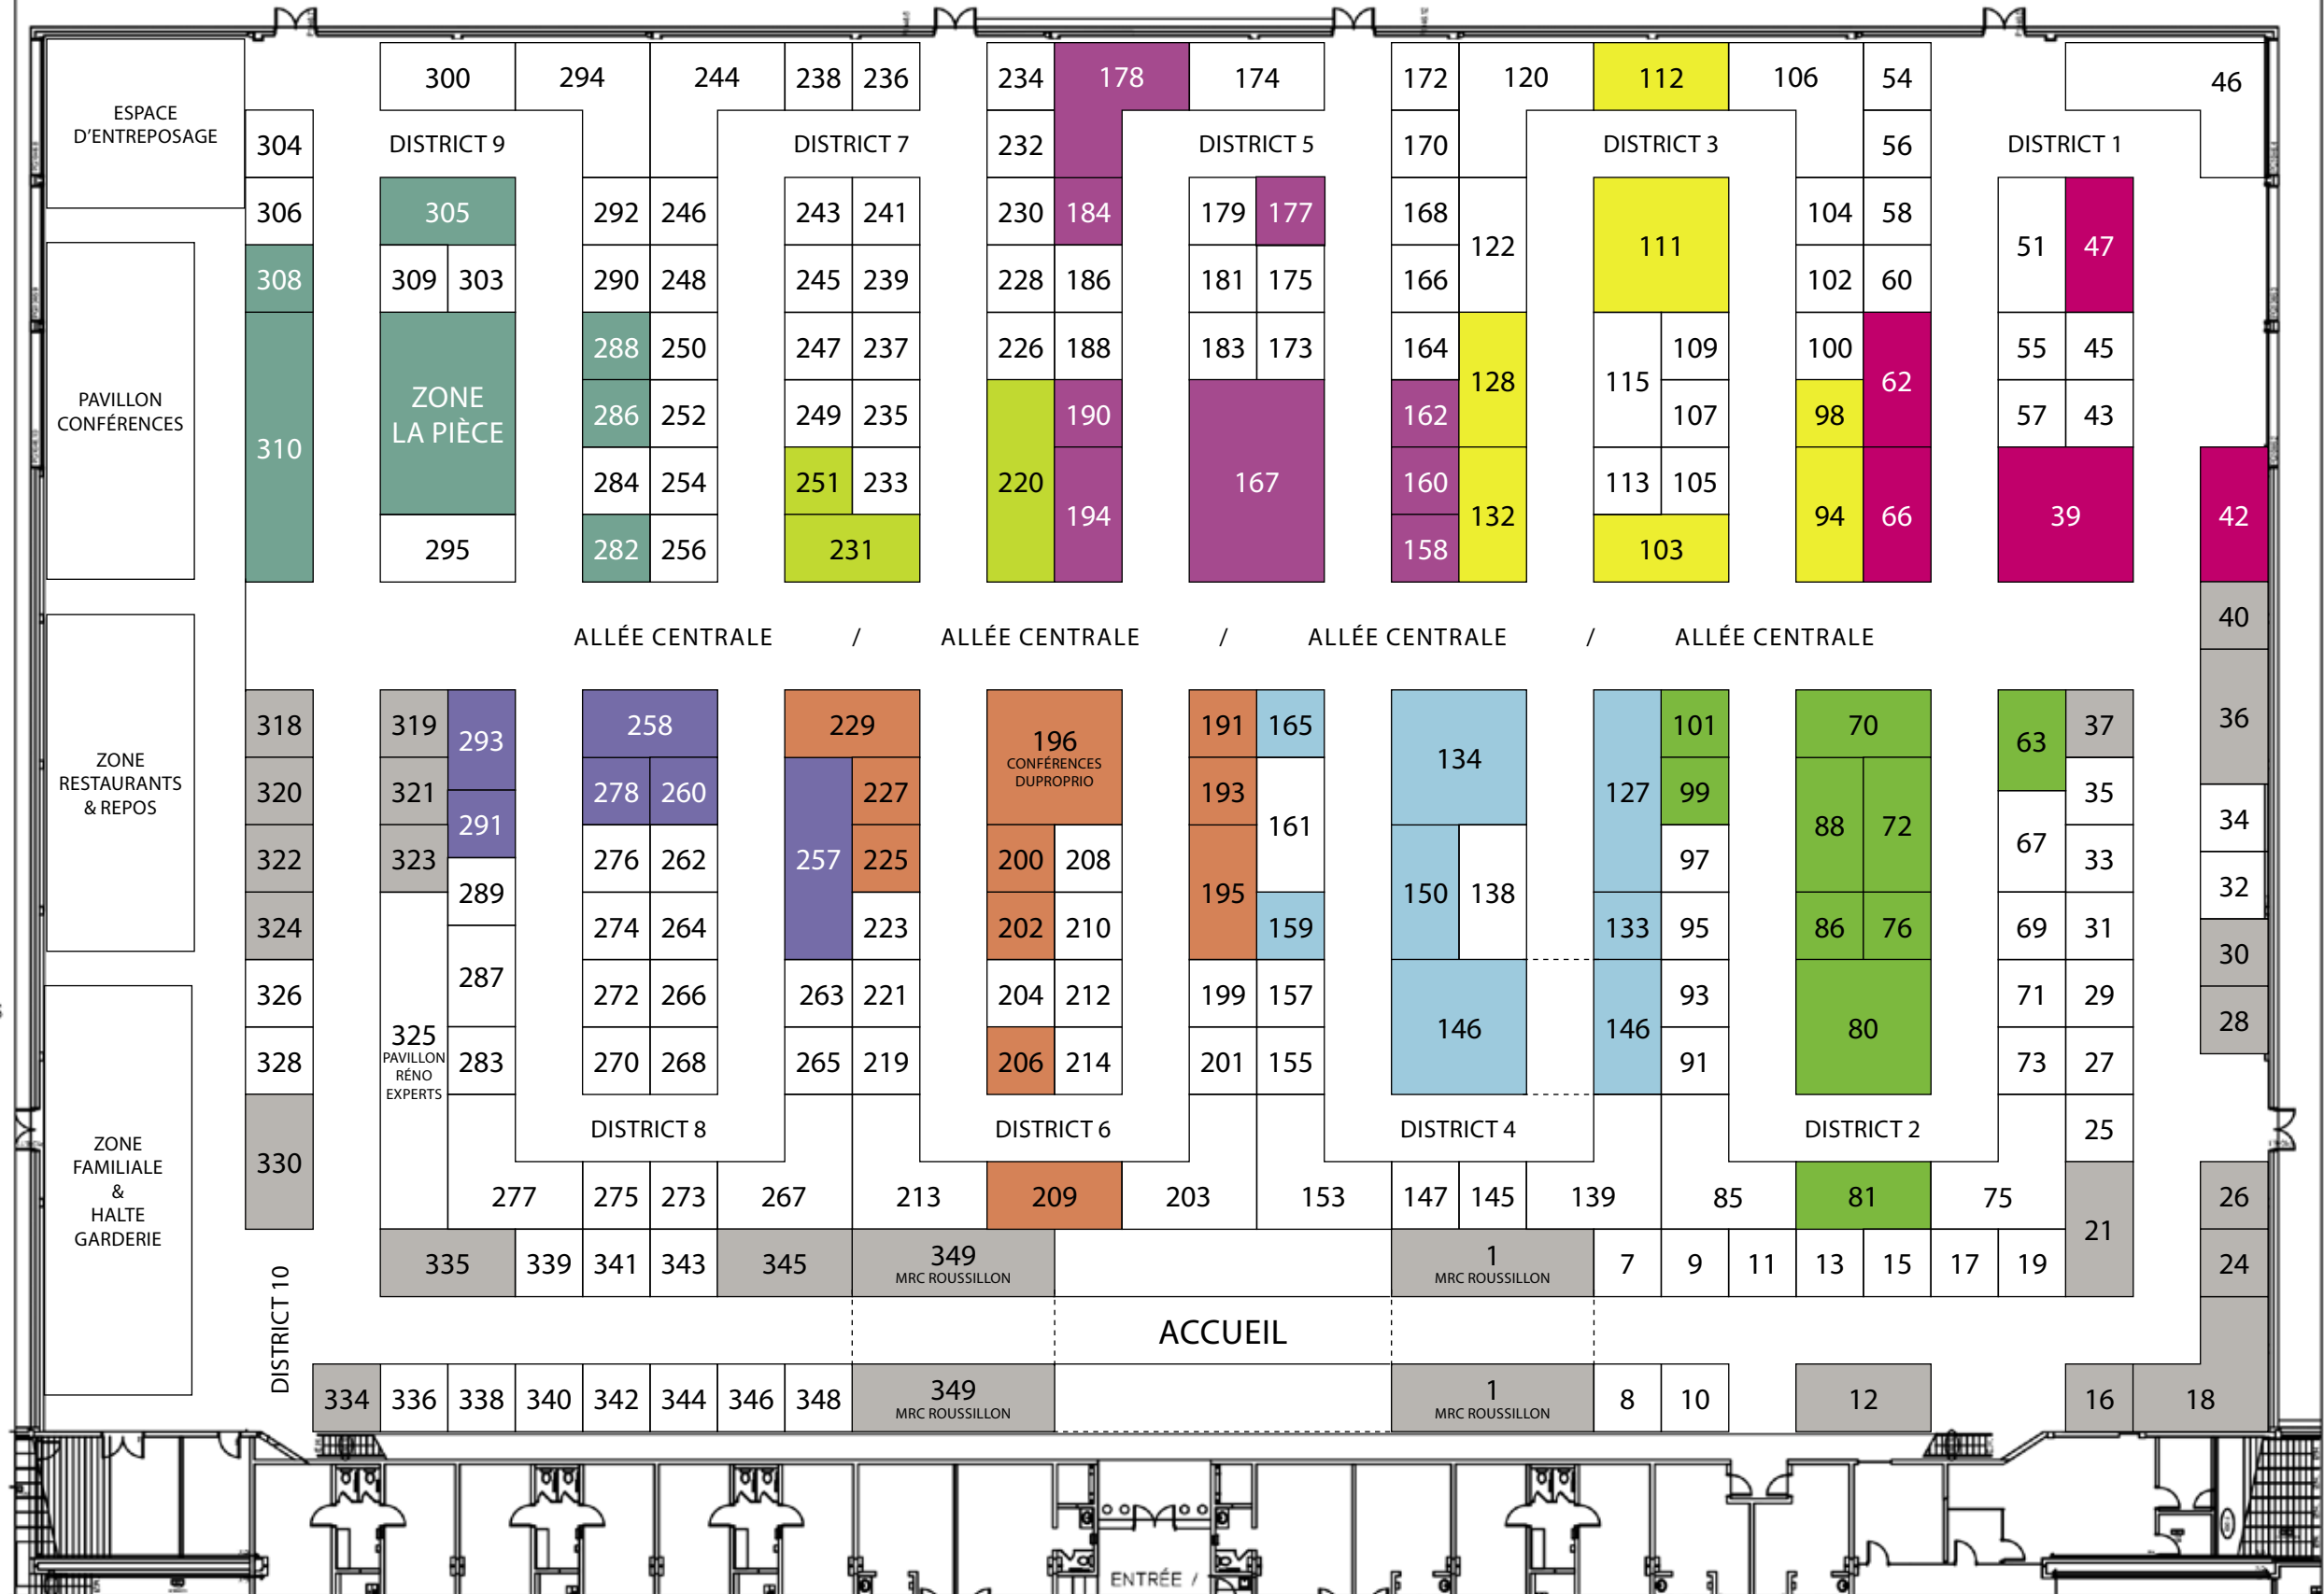 300 294 244 238 236 234 178 174 172 120 112 106 54 46
ESPACE
D'ENTREPOSAGE
304 DISTRICT 9 DISTRICT 7 232 DISTRICT 5 170 DISTRICT 3 56 DISTRICT 1
306 305 292 246 243 241 230 184 179 177 168 104 58
122 111 51 47
308 309 303 290 248 245 239 228 186 181 175 166 102 60
288 250 247 237 226 188 183 173 164 109 100 55 45
128 115 62
PAVILLON
CONFÉRENCES
ZONE
LA PIÈCE
286 252 249 235 190 162 107 98 57 43
310
284 254 251 233 220 167 160 113 105
194 132 94 66 39 42
295 282 256 231 158 103
ALLÉE CENTRALE / ALLÉE CENTRALE / ALLÉE CENTRALE / ALLÉE CENTRALE
40
318 319 293 258 229 191 165 101 70 63 37 36
196
CONFÉRENCES
DUPROPRIO
134
ZONE
RESTAURANTS
& REPOS
320 321 278 260 227 193 127 99 35
291 161 88 72 67 34
322 323 276 262 257 225 200 208 97 33
289 195 150 138 32
324 274 264 223 202 210 159 133 95 86 76 69 31
287 30
326 272 266 263 221 204 212 199 157 93 71 29
325
PAVILLON
RÉNO
EXPERTS
146 146 80 28
328 283 270 268 265 219 206 214 201 155 91 73 27
DISTRICT 8 DISTRICT 6 DISTRICT 4 DISTRICT 2 25
ZONE
FAMILIALE
&
HALTE
GARDERIE
330
277 275 273 267 213 209 203 153 147 145 139 85 81 75 26
21
335 339 341 343 345 349 1 7 9 11 13 15 17 19 24
MRC ROUSSILLON MRC ROUSSILLON
DISTRICT 10
ACCUEIL
334 336 338 340 342 344 346 348 349 1 8 10 12 16 18
MRC ROUSSILLON MRC ROUSSILLON
ENTRÉE /